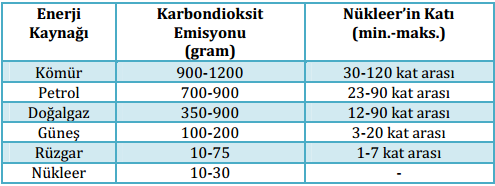 Enerji Kaynağı | Karbondioksit Emisyonu (gram) | Nükleer’in Katı (min.-maks.)
Kömür | 900-1200 | 30-120 kat arası
Petrol | 700-900 | 23-90 kat arası
Doğalgaz | 350-900 | 12-90 kat arası
Güneş | 100-200 | 3-20 kat arası
Rüzgar | 10-75 | 1-7 kat arası
Nükleer | 10-30 | -